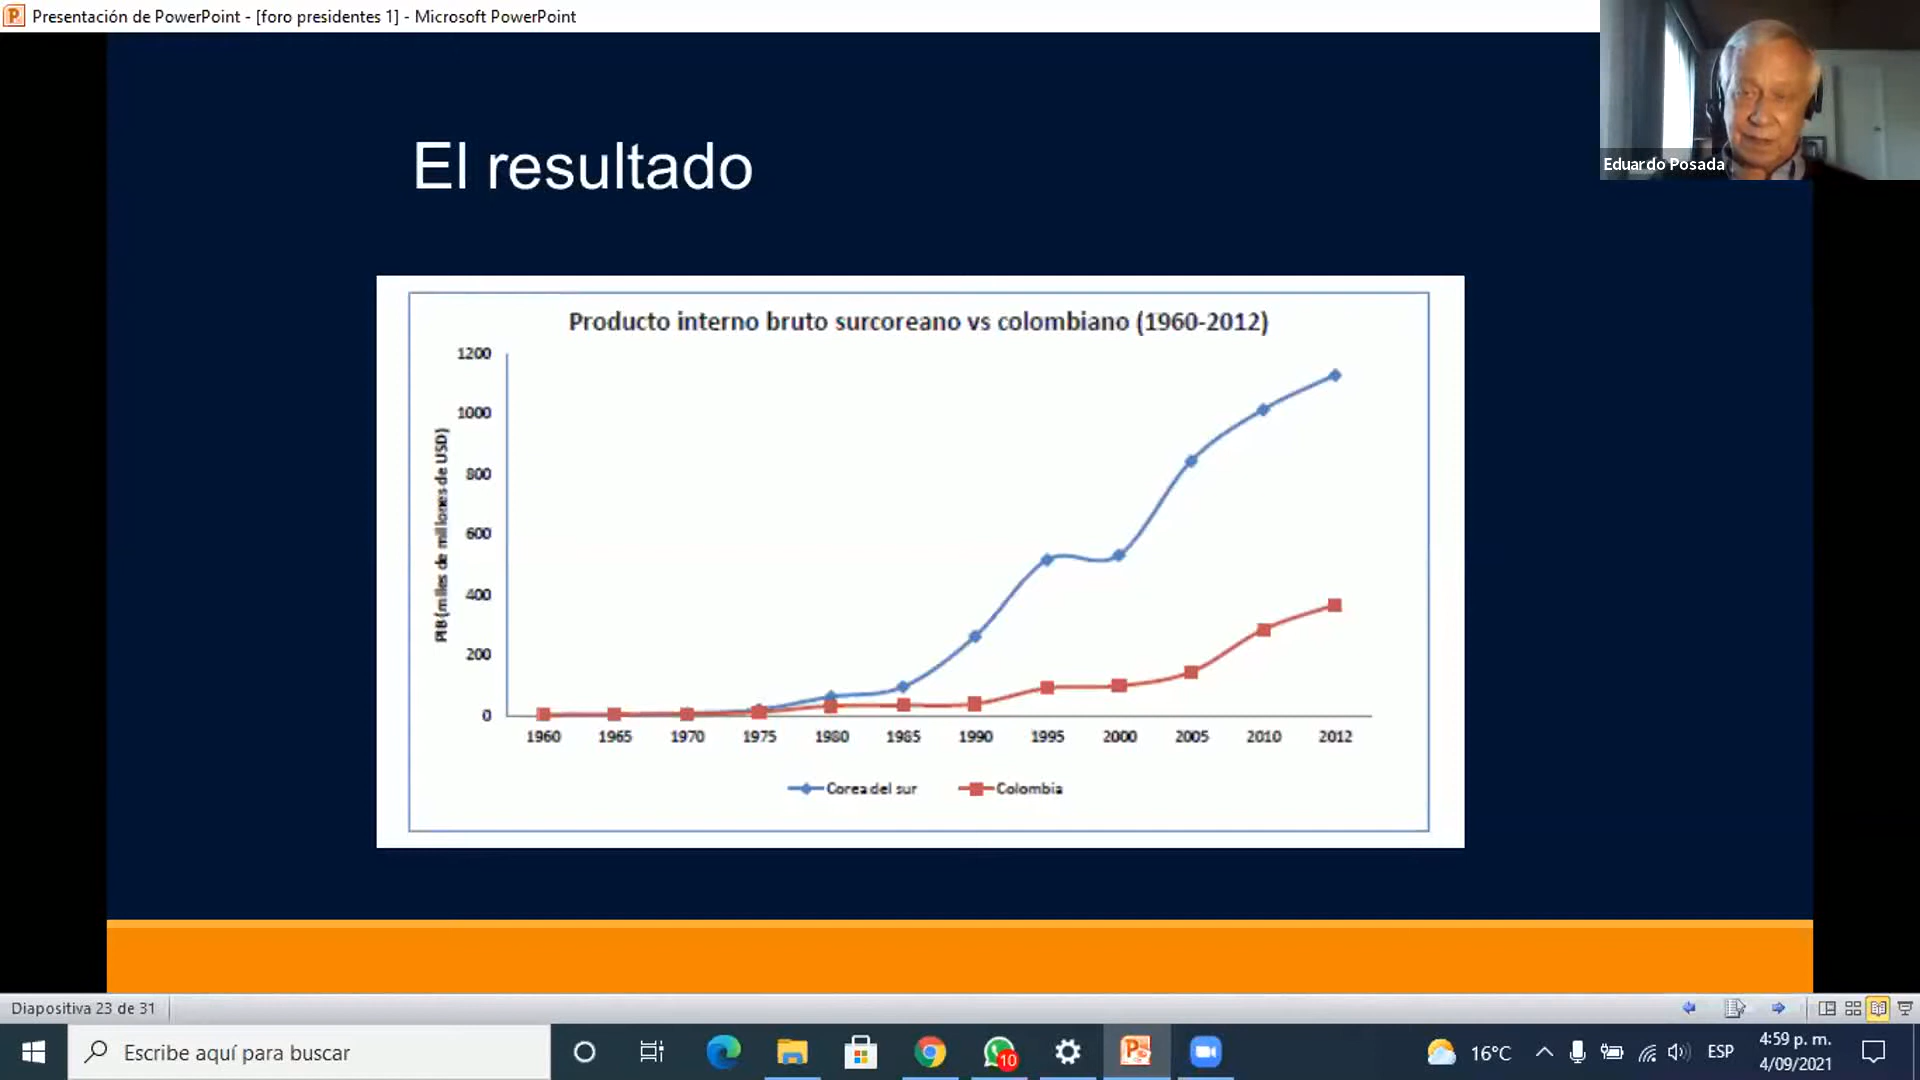 Presentación de PowerPoint - [foro presidentes 1] - Microsoft PowerPoint
Eduardo Posada
El resultado
Producto interno bruto surcoreano vs colombiano (1960-2012)
PIB (miles de millones de USD)
1200
1000
800
600
400
200
0
1960 1965 1970 1975 1980 1985 1990 1995 2000 2005 2010 2012
Corea del sur Colombia
Diapositiva 23 de 31
Escribe aquí para buscar
10
16°C
ESP
4:59 p. m.
4/09/2021